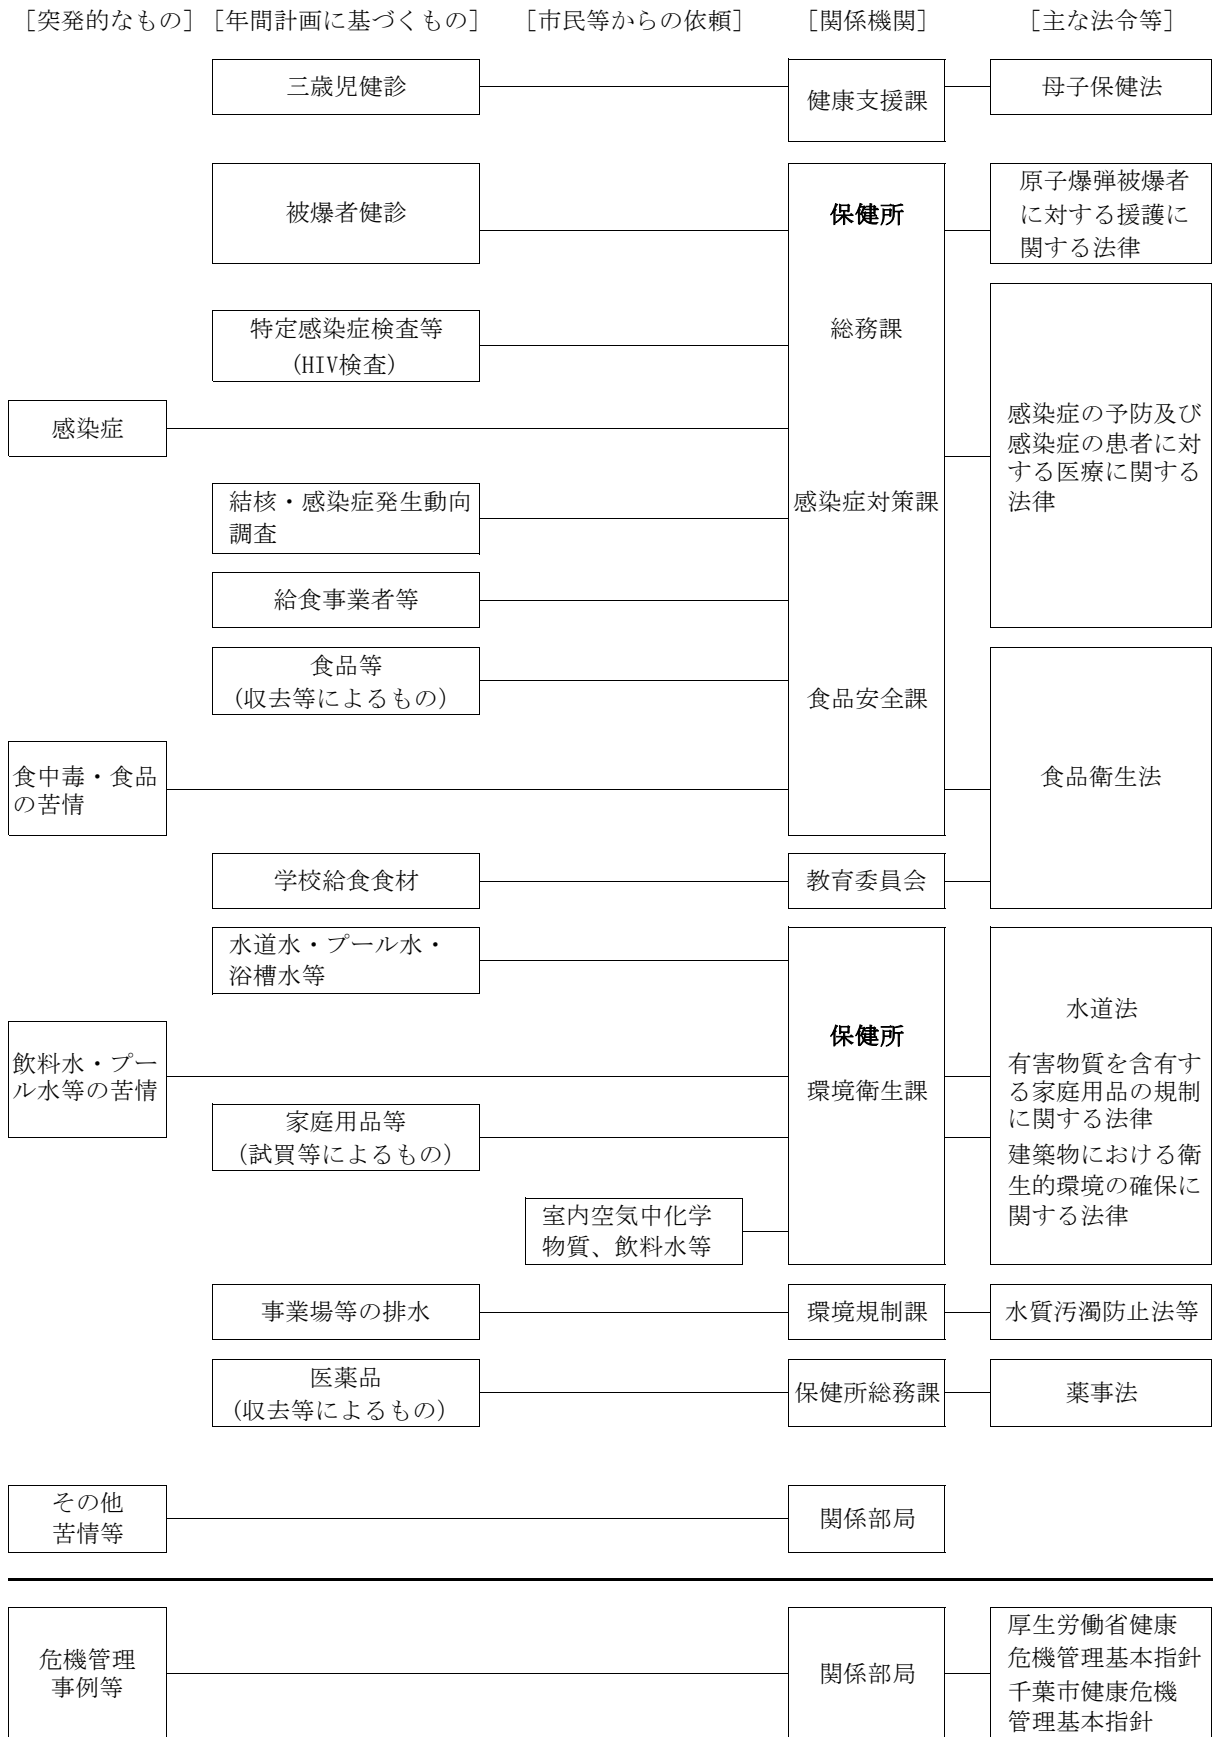 ［突発的なもの］［年間計画に基づくもの］ ［市民等からの依頼］ ［関係機関］ ［主な法令等］
三歳児健診
健康支援課
母子保健法
被爆者健診
保健所
原子爆弾被爆者
に対する援護に
関する法律
特定感染症検査等
(HIV検査)
総務課
感染症
感染症の予防及び
感染症の患者に対
する医療に関する
法律
結核・感染症発生動向
調査
感染症対策課
給食事業者等
食品等
(収去等によるもの)
食品安全課
食中毒・食品
の苦情
食品衛生法
学校給食食材
教育委員会
水道水・プール水・
浴槽水等
保健所
水道法
飲料水・プー
ル水等の苦情
環境衛生課
有害物質を含有す
る家庭用品の規制
に関する法律
家庭用品等
(試買等によるもの)
建築物における衛
生的環境の確保に
関する法律
室内空気中化学
物質、飲料水等
事業場等の排水
環境規制課
水質汚濁防止法等
医薬品
(収去等によるもの)
保健所総務課
薬事法
その他
苦情等
関係部局
危機管理
事例等
関係部局
厚生労働省健康
危機管理基本指針
千葉市健康危機
管理基本指針